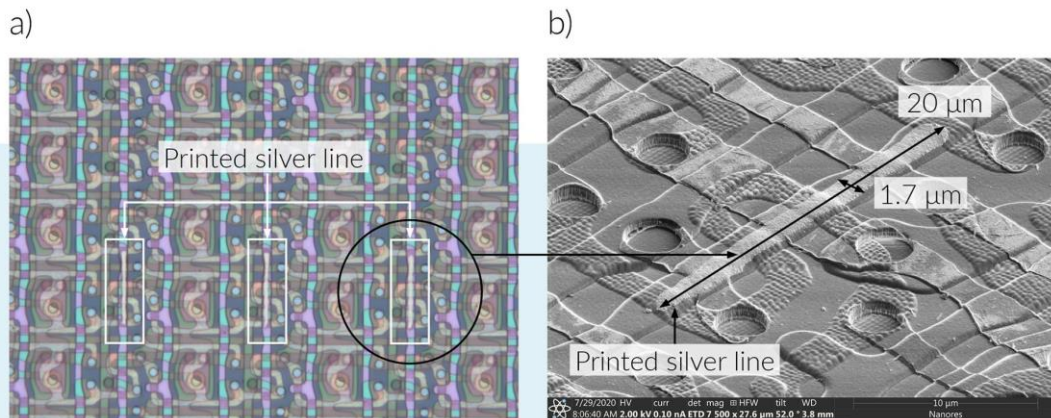 a)
b)
Printed silver line
20 μm
1.7 μm
Printed silver line
7/29/2020 HV curr det mag ⊞ HFW tilt WD 10 μm
8:06:40 AM 2.00 kV 0.10 nA ETD 7 500 x 27.6 μm 52.0 ° 3.8 mm Nanores